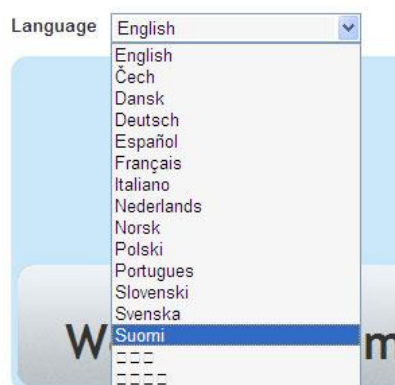 Language English
English
Čech
Dansk
Deutsch
Español
Français
Italiano
Nederlands
Norsk
Polski
Portugues
Slovenski
Svenska
Suomi